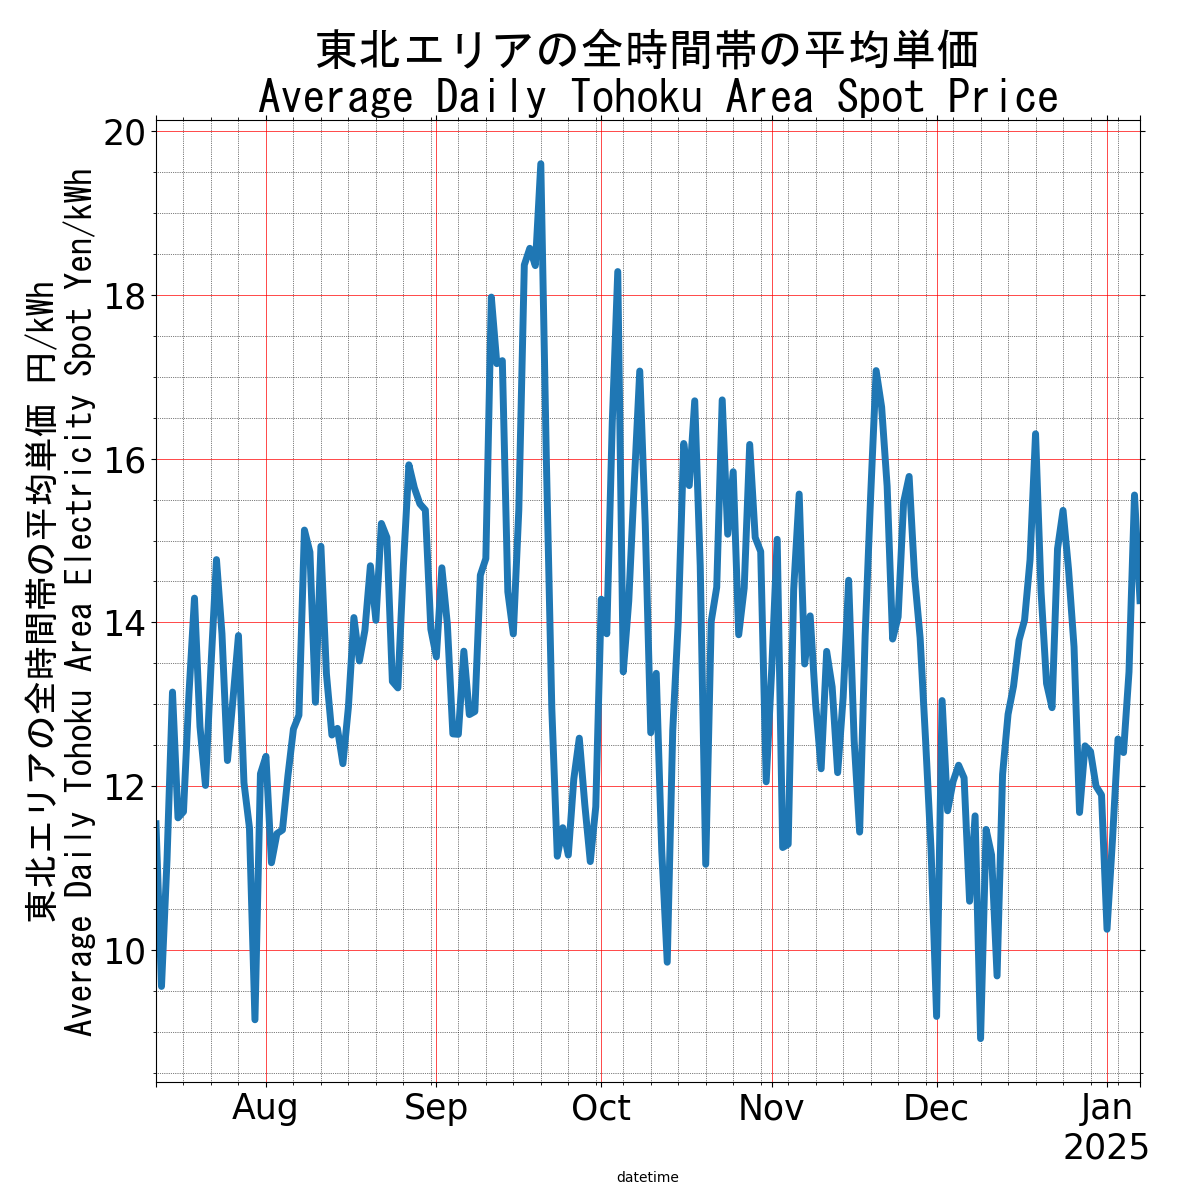 東北エリアの全時間帯の平均単価
Average Daily Tohoku Area Spot Price
東北エリアの全時間帯の平均単価 円/kWh
Average Daily Tohoku Area Electricity Spot Yen/kWh
20
18
16
14
12
10
Aug Sep Oct Nov Dec Jan
2025
datetime